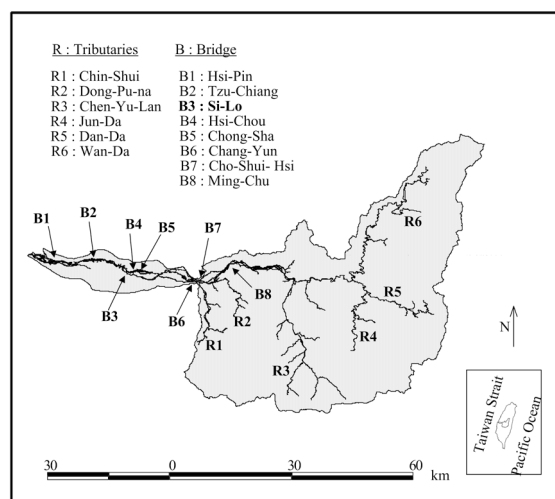 R : Tributaries B : Bridge
R1 : Chin-Shui B1 : Hsi-Pin
R2 : Dong-Pu-na B2 : Tzu-Chiang
R3 : Chen-Yu-Lan B3 : Si-Lo
R4 : Jun-Da B4 : Hsi-Chou
R5 : Dan-Da B5 : Chong-Sha
R6 : Wan-Da B6 : Chang-Yun
B7 : Cho-Shui- Hsi
B8 : Ming-Chu
B1 B2 B4 B5 B7 R6
B3 B6 B8 R5
R1 R2 R3 R4
N
Taiwan Strait
Pacific Ocean
30 0 30 60
km